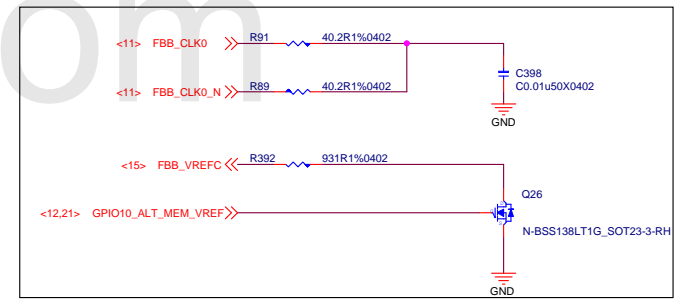 om
<11> FBB_CLK0 R91 40.2R1%0402
<11> FBB_CLK0_N R89 40.2R1%0402
C398
C0.01u50X0402
GND
<15> FBB_VREFC R392 931R1%0402
<12,21> GPIO10_ALT_MEM_VREF
Q26
N-BSS138LT1G_SOT23-3-RH
GND